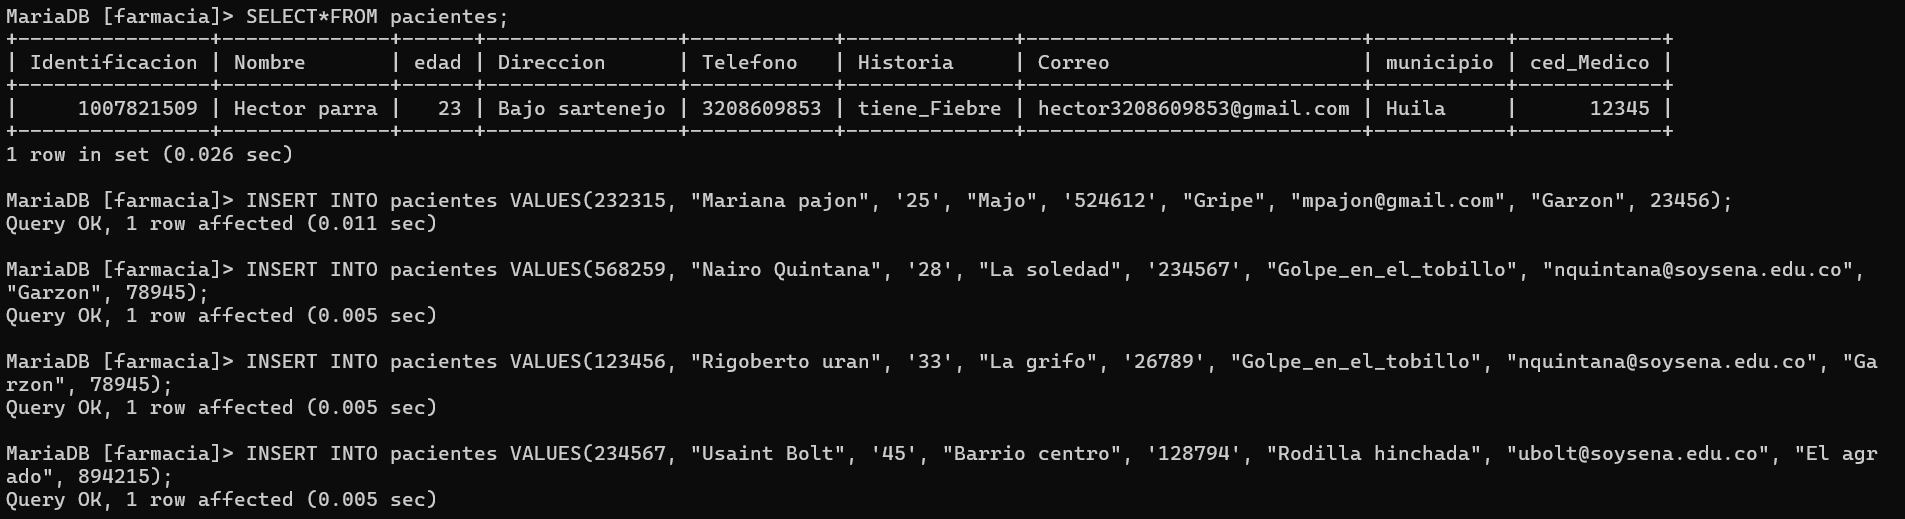 MariaDB [farmacia]> SELECT*FROM pacientes;
+----------------+--------------+------+----------------+------------+--------------+----------------------------+-----------+------------+
| Identificacion | Nombre       | edad | Direccion      | Telefono   | Historia     | Correo                     | municipio | ced_Medico |
+----------------+--------------+------+----------------+------------+--------------+----------------------------+-----------+------------+
|     1007821509 | Hector parra |   23 | Bajo sartenejo | 3208609853 | tiene_Fiebre | hector3208609853@gmail.com | Huila     |      12345 |
+----------------+--------------+------+----------------+------------+--------------+----------------------------+-----------+------------+
1 row in set (0.026 sec)

MariaDB [farmacia]> INSERT INTO pacientes VALUES(232315, "Mariana pajon", '25', "Majo", '524612', "Gripe", "mpajon@gmail.com", "Garzon", 23456);
Query OK, 1 row affected (0.011 sec)

MariaDB [farmacia]> INSERT INTO pacientes VALUES(568259, "Nairo Quintana", '28', "La soledad", '234567', "Golpe_en_el_tobillo", "nquintana@soysena.edu.co",
"Garzon", 78945);
Query OK, 1 row affected (0.005 sec)

MariaDB [farmacia]> INSERT INTO pacientes VALUES(123456, "Rigoberto uran", '33', "La grifo", '26789', "Golpe_en_el_tobillo", "nquintana@soysena.edu.co", "Ga
rzon", 78945);
Query OK, 1 row affected (0.005 sec)

MariaDB [farmacia]> INSERT INTO pacientes VALUES(234567, "Usaint Bolt", '45', "Barrio centro", '128794', "Rodilla hinchada", "ubolt@soysena.edu.co", "El agr
ado", 894215);
Query OK, 1 row affected (0.005 sec)